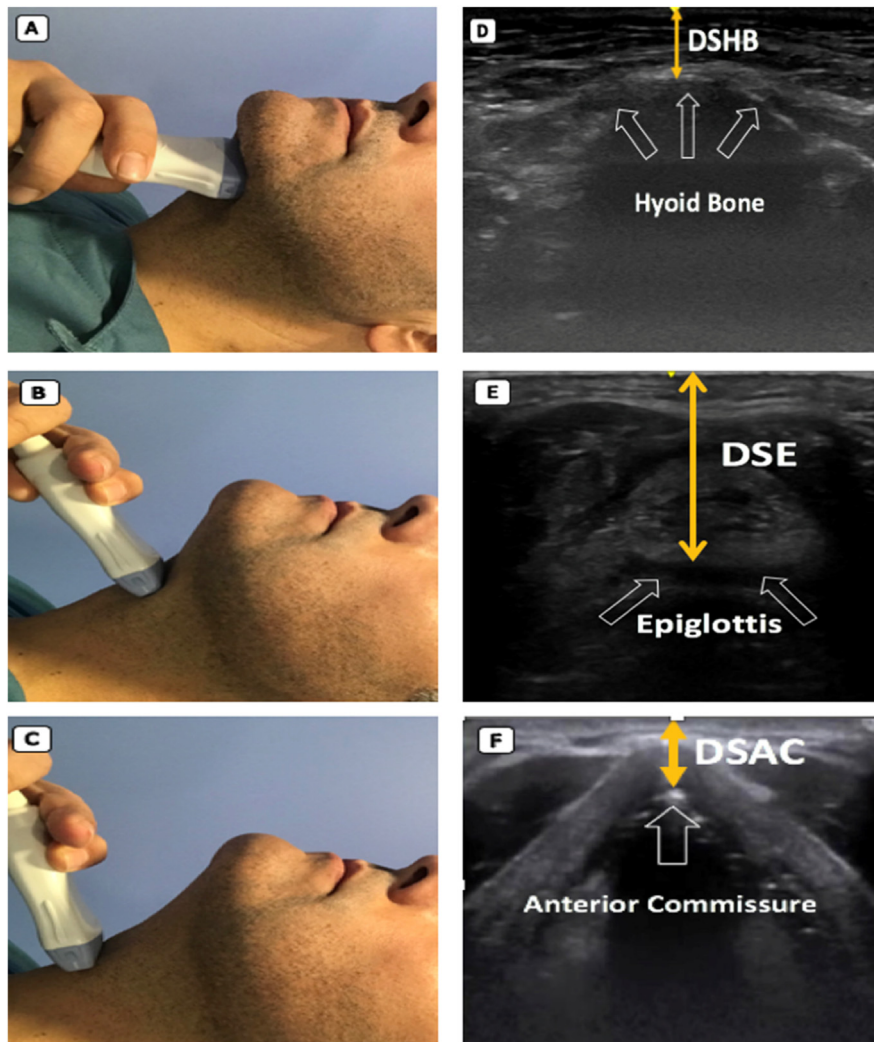 A
D
DSHB
Hyoid Bone
B
E
DSE
Epiglottis
C
F
DSAC
Anterior Commissure